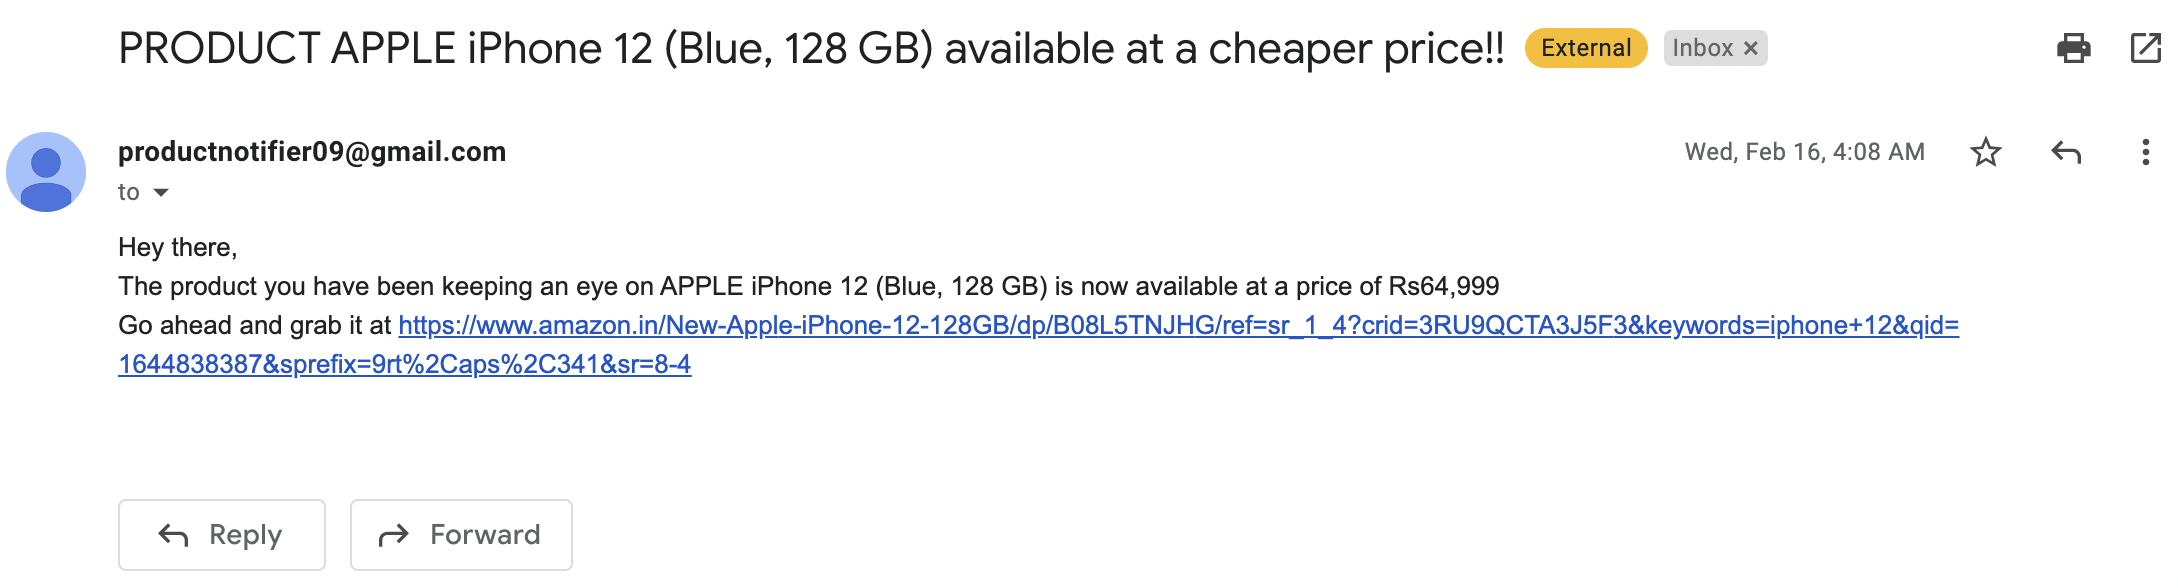 PRODUCT APPLE iPhone 12 (Blue, 128 GB) available at a cheaper price!! External Inbox ×
productnotifier09@gmail.com Wed, Feb 16, 4:08 AM
to
Hey there,
The product you have been keeping an eye on APPLE iPhone 12 (Blue, 128 GB) is now available at a price of Rs64,999
Go ahead and grab it at https://www.amazon.in/New-Apple-iPhone-12-128GB/dp/B08L5TNJHG/ref=sr_1_4?crid=3RU9QCTA3J5F3&keywords=iphone+12&qid=
1644838387&sprefix=9rt%2Caps%2C341&sr=8-4
Reply Forward